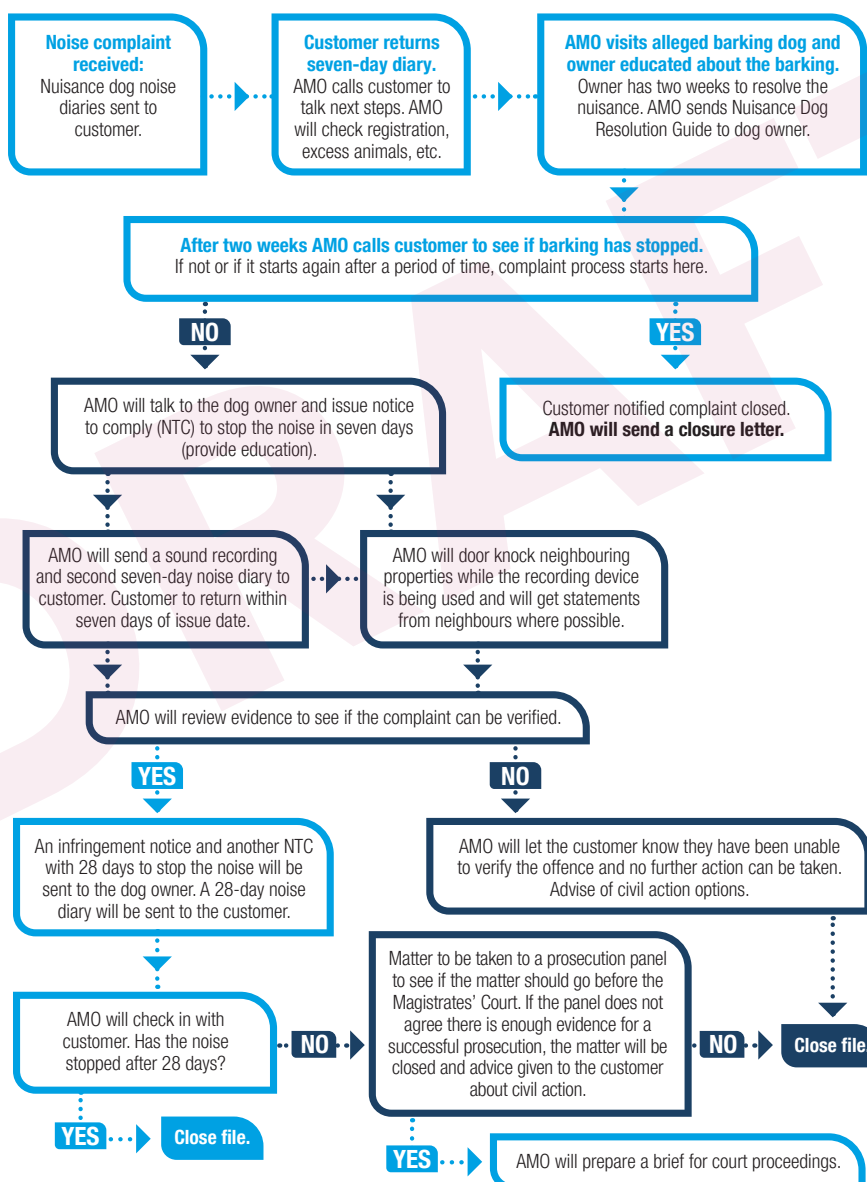 Noise complaint
received:
Nuisance dog noise
diaries sent to
customer.
Customer returns
seven-day diary.
AMO calls customer to
talk next steps. AMO
will check registration,
excess animals, etc.
AMO visits alleged barking dog and
owner educated about the barking.
Owner has two weeks to resolve the
nuisance. AMO sends Nuisance Dog
Resolution Guide to dog owner.
After two weeks AMO calls customer to see if barking has stopped.
If not or if it starts again after a period of time, complaint process starts here.
NO
YES
AMO will talk to the dog owner and issue notice
to comply (NTC) to stop the noise in seven days
(provide education).
Customer notified complaint closed.
AMO will send a closure letter.
AMO will send a sound recording
and second seven-day noise diary to
customer. Customer to return within
seven days of issue date.
AMO will door knock neighbouring
properties while the recording device
is being used and will get statements
from neighbours where possible.
AMO will review evidence to see if the complaint can be verified.
YES
NO
An infringement notice and another NTC
with 28 days to stop the noise will be
sent to the dog owner. A 28-day noise
diary will be sent to the customer.
AMO will let the customer know they have been unable
to verify the offence and no further action can be taken.
Advise of civil action options.
AMO will check in with
customer. Has the noise
stopped after 28 days?
NO
Matter to be taken to a prosecution panel
to see if the matter should go before the
Magistrates' Court. If the panel does not
agree there is enough evidence for a
successful prosecution, the matter will be
closed and advice given to the customer
about civil action.
NO
Close file.
YES
Close file.
YES
AMO will prepare a brief for court proceedings.
DRAFT